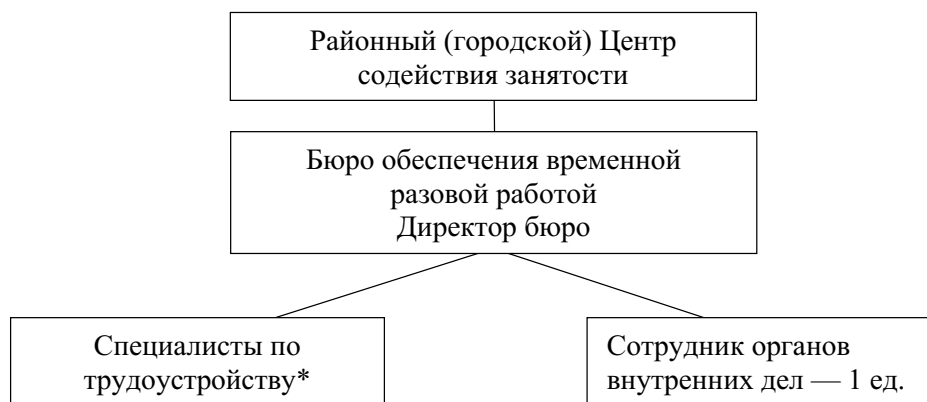 Районный (городской) Центр
содействия занятости
Бюро обеспечения временной
разовой работой
Директор бюро
Специалисты по
трудоустройству*
Сотрудник органов
внутренних дел — 1 ед.